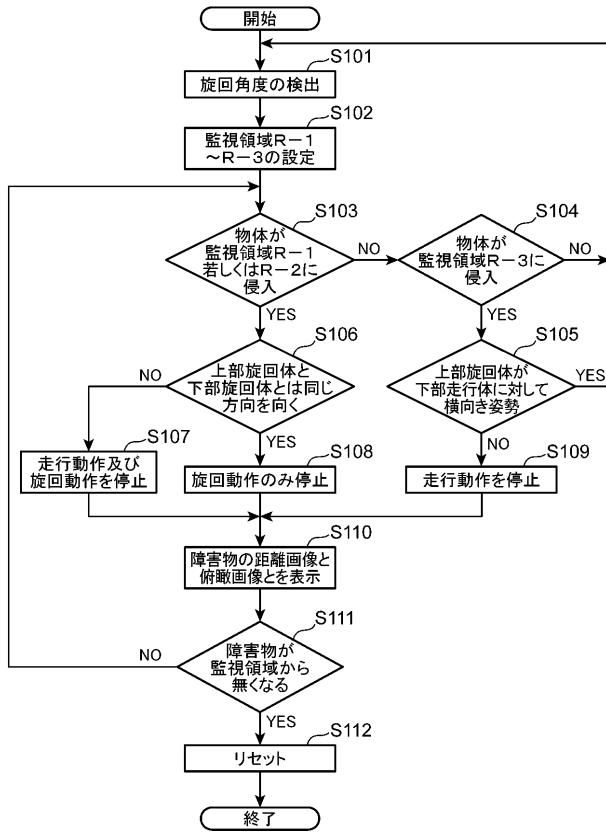 開始
S101
旋回角度の検出
S102
監視領域R－1
～R－3の設定
S103
物体が
監視領域R－1
若しくはR－2に
侵入
NO
YES
S104
物体が
監視領域R－3に
侵入
NO
YES
S106
上部旋回体と
下部旋回体とは同じ
方向を向く
NO
YES
S105
上部旋回体が
下部走行体に対して
横向き姿勢
YES
NO
S107
走行動作及び
旋回動作を停止
S108
旋回動作のみ停止
S109
走行動作を停止
S110
障害物の距離画像と
俯瞰画像とを表示
S111
障害物が
監視領域から
無くなる
NO
YES
S112
リセット
終了